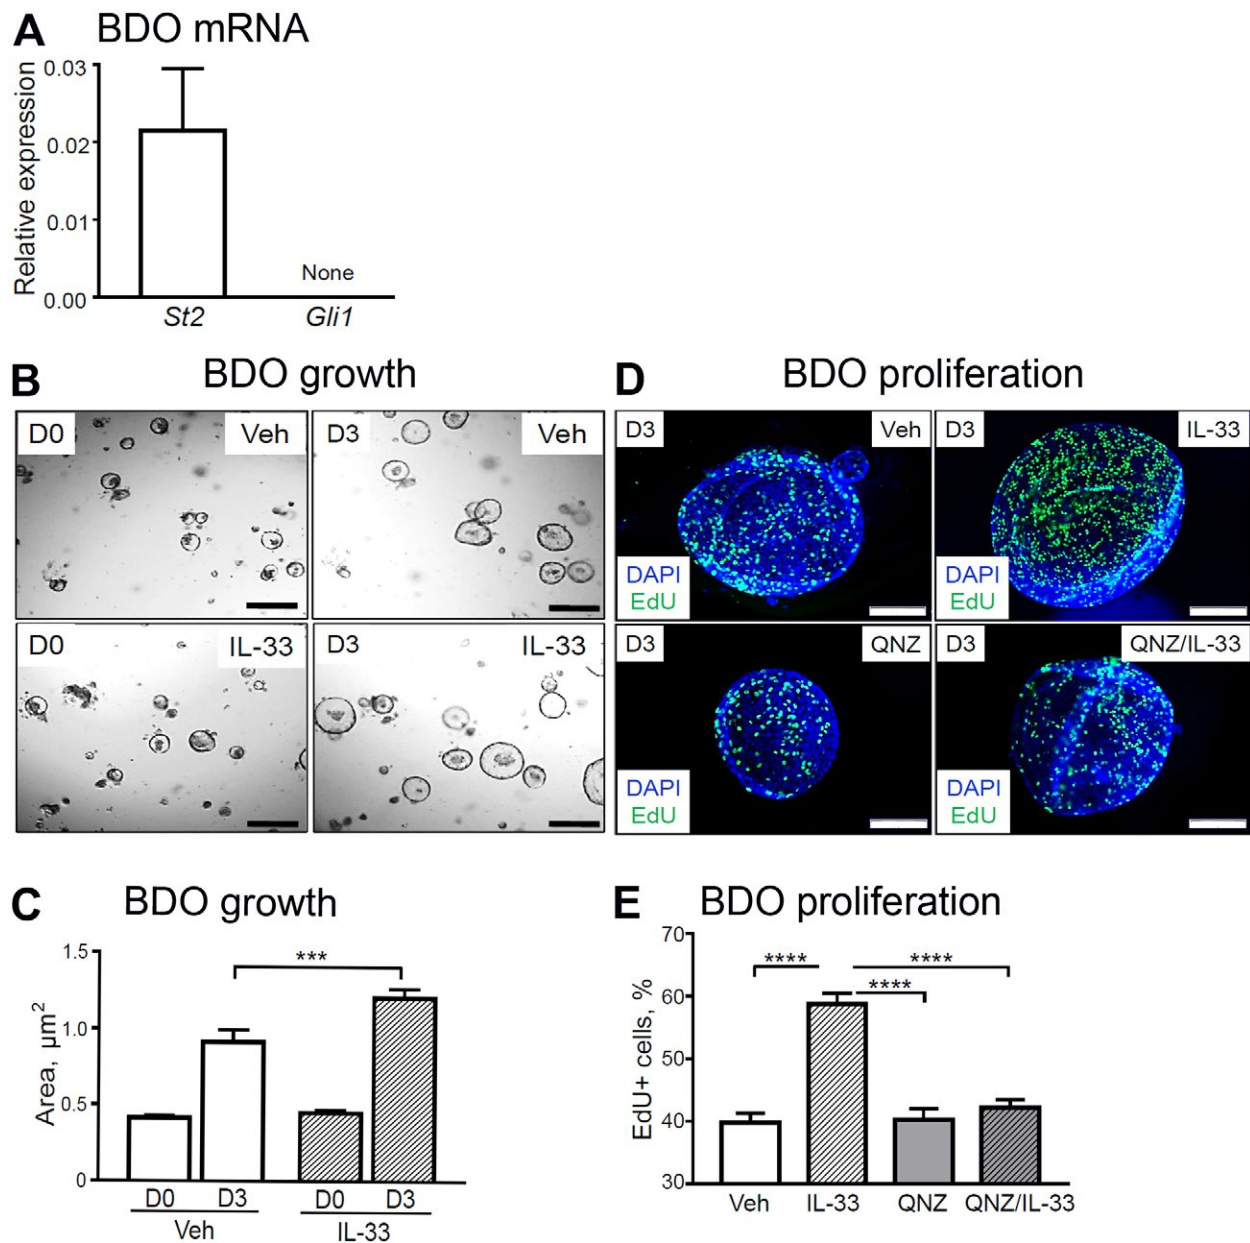 A BDO mRNA
Relative expression
0.03
0.02
0.01
0.00
None
St2 Gli1
B BDO growth
D0 Veh
D3 Veh
D0 IL-33
D3 IL-33
C BDO growth
Area, μm²
1.5
1.0
0.5
0
***
D0 D3 D0 D3
Veh IL-33
D BDO proliferation
D3 Veh
DAPI
EdU
D3 IL-33
DAPI
EdU
D3 QNZ
DAPI
EdU
D3 QNZ/IL-33
DAPI
EdU
E BDO proliferation
EdU+ cells, %
70
60
50
40
30
**** ****
****
Veh IL-33 QNZ QNZ/IL-33